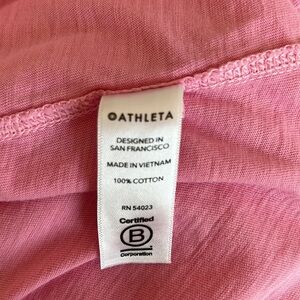 ATHLETA
DESIGNED IN
SAN FRANCISCO
MADE IN VIETNAM
100% COTTON
RN 54023
Certified
B
Corporation